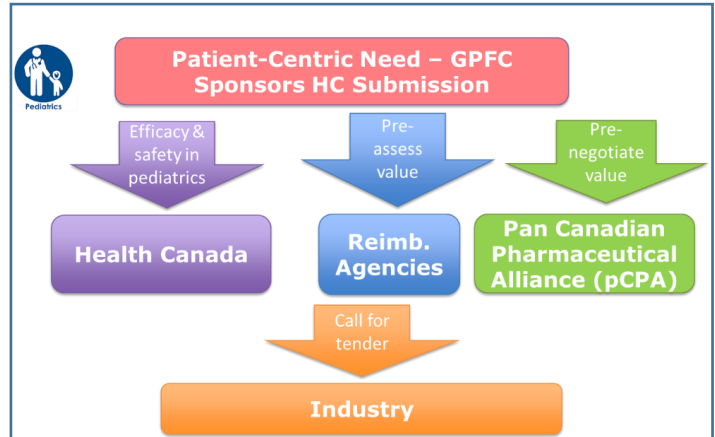 Patient-Centric Need – GPFC
Sponsors HC Submission
Pediatrics
Efficacy &
safety in
pediatrics
Pre-
assess
value
Pre-
negotiate
value
Health Canada
Reimb.
Agencies
Pan Canadian
Pharmaceutical
Alliance (pCPA)
Call for
tender
Industry